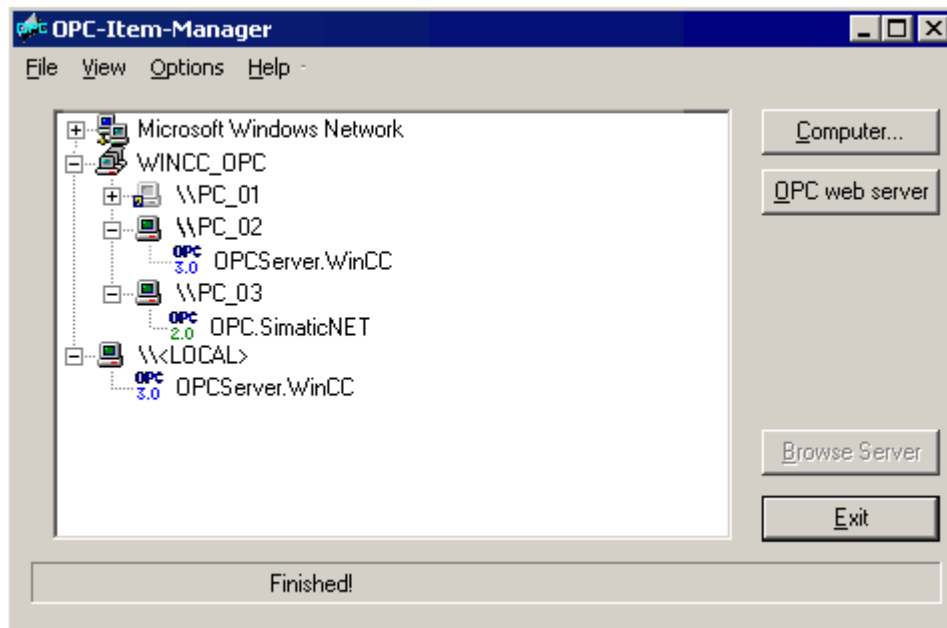 OPC-Item-Manager
File View Options Help
Microsoft Windows Network
WINCC_OPC
\\PC_01
\\PC_02
OPC 3.0 OPCServer.WinCC
\\PC_03
OPC 2.0 OPC.SimaticNET
\\<LOCAL>
OPC 3.0 OPCServer.WinCC
Computer...
OPC web server
Browse Server
Exit
Finished!